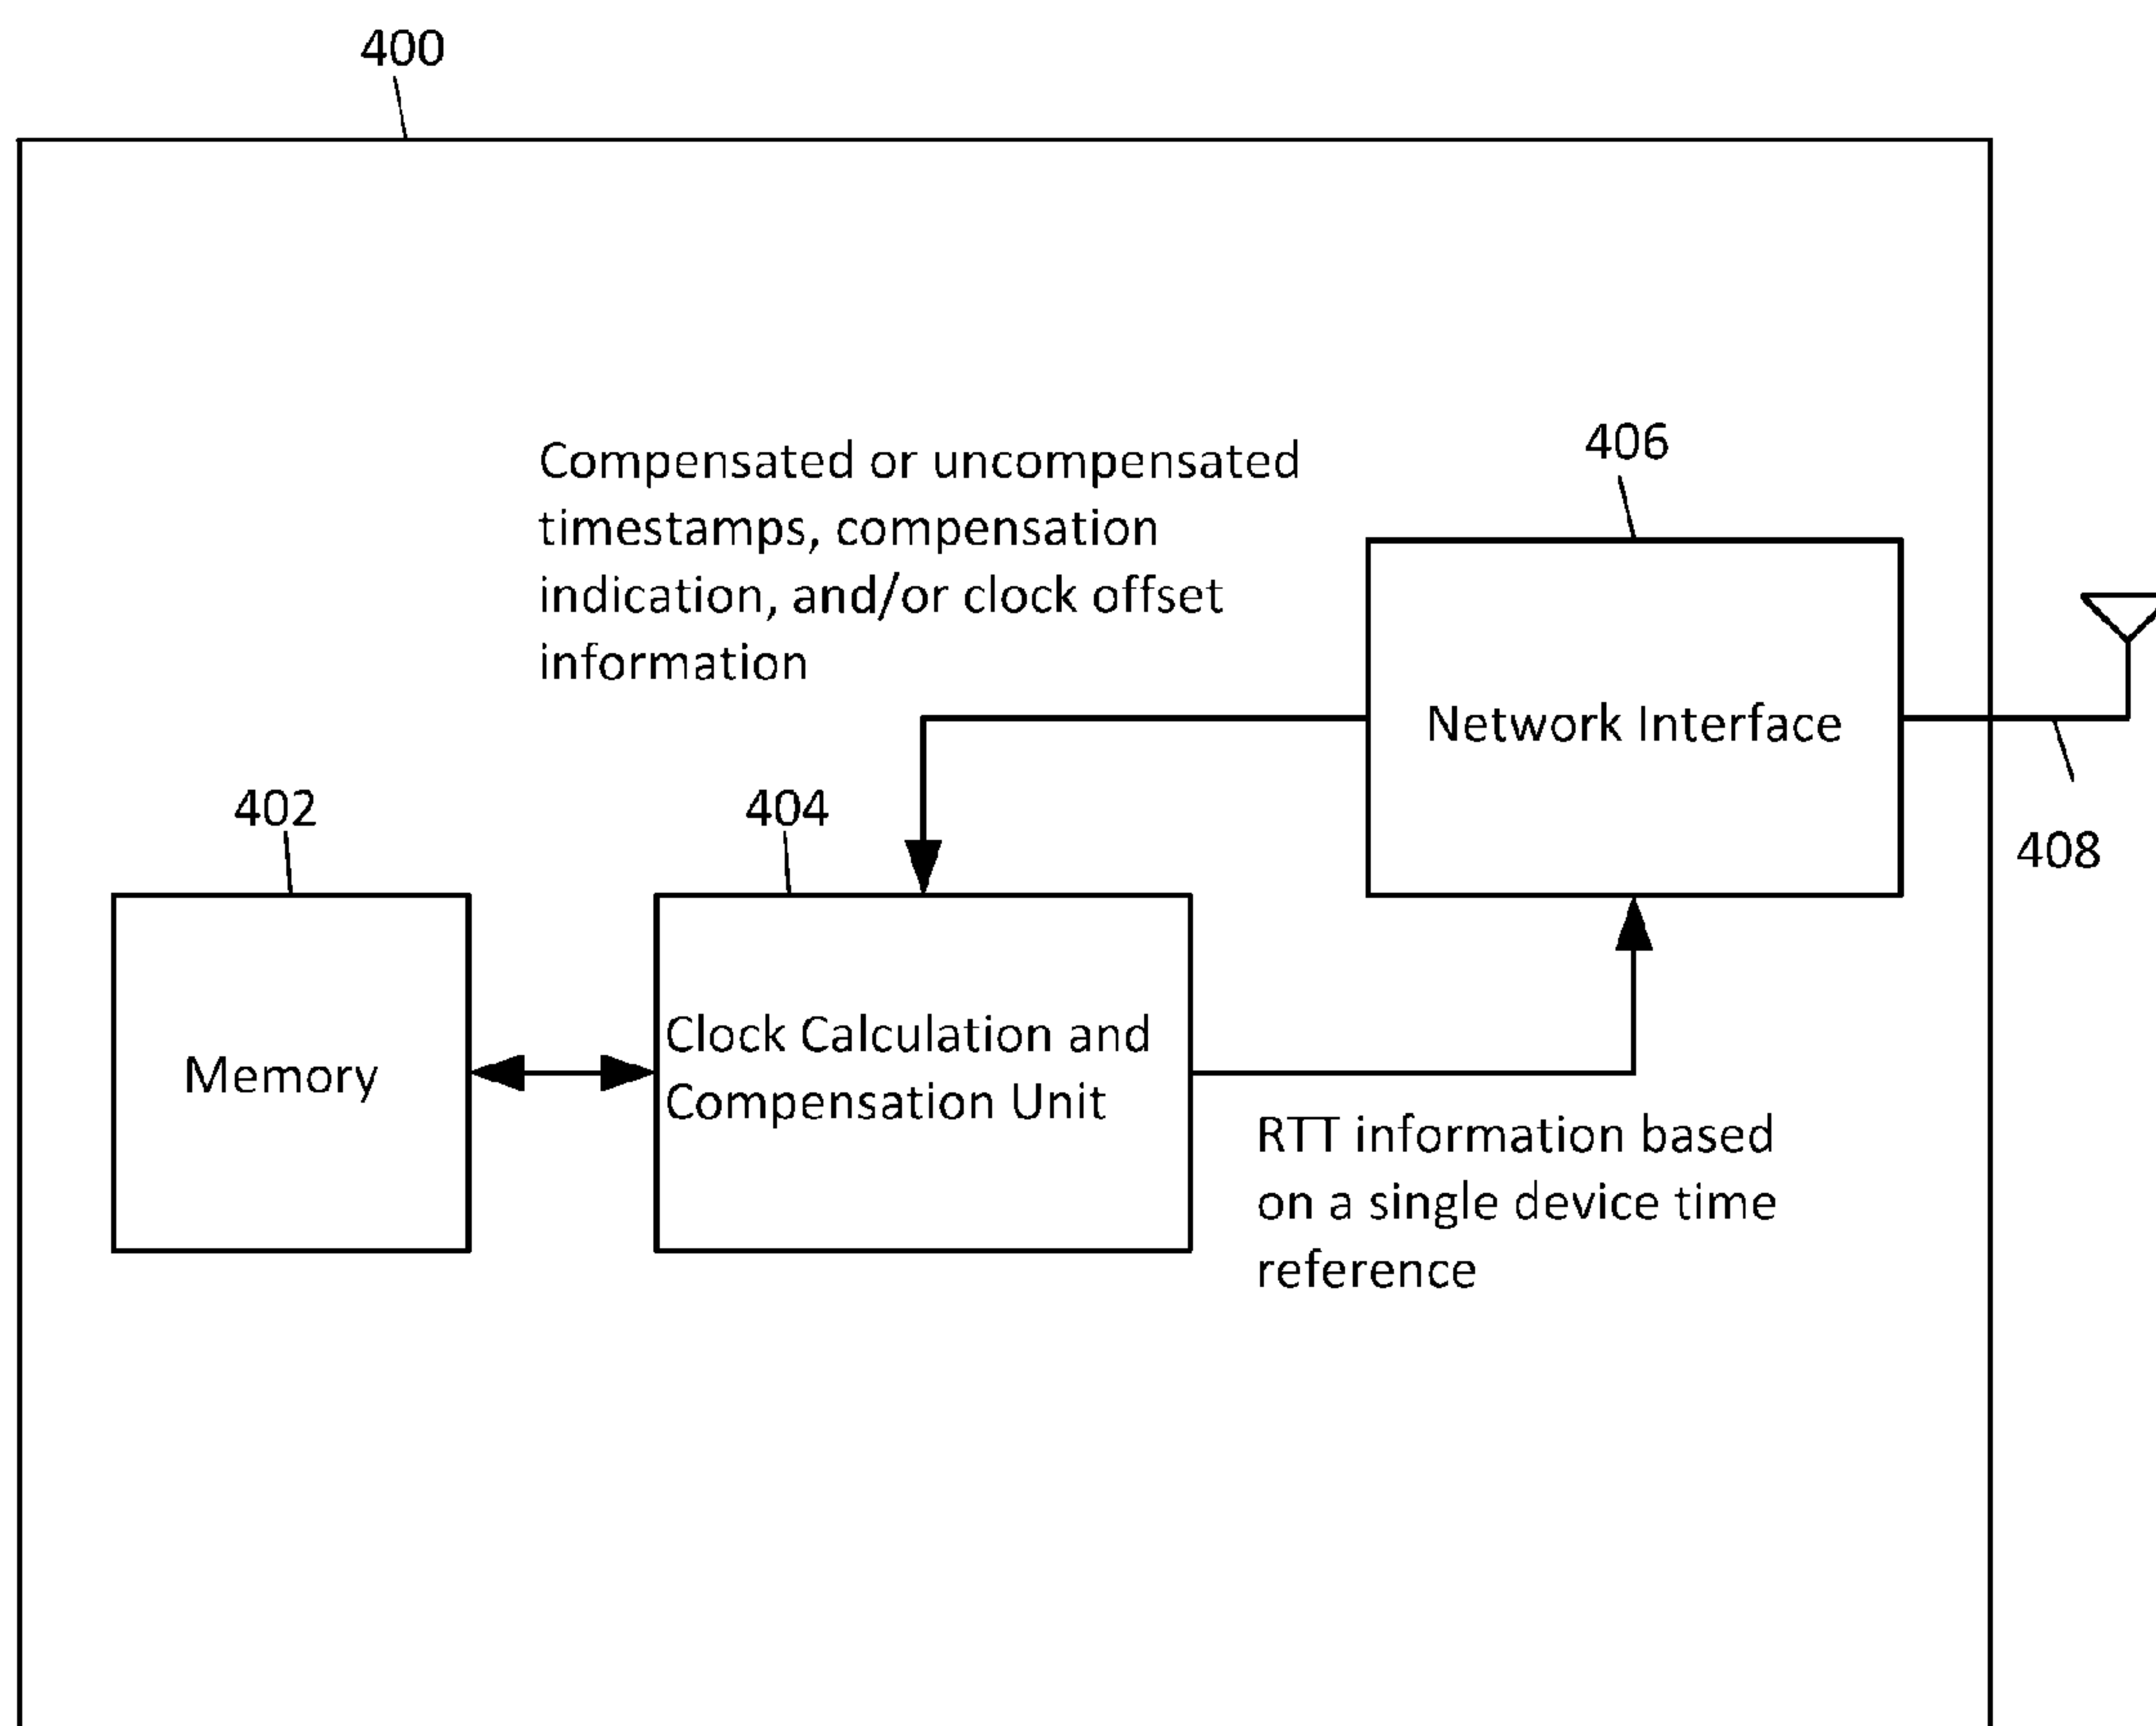 400
Compensated or uncompensated
timestamps, compensation
indication, and/or clock offset
information
406
Network Interface
408
402
404
Memory
Clock Calculation and
Compensation Unit
RTT information based
on a single device time
reference